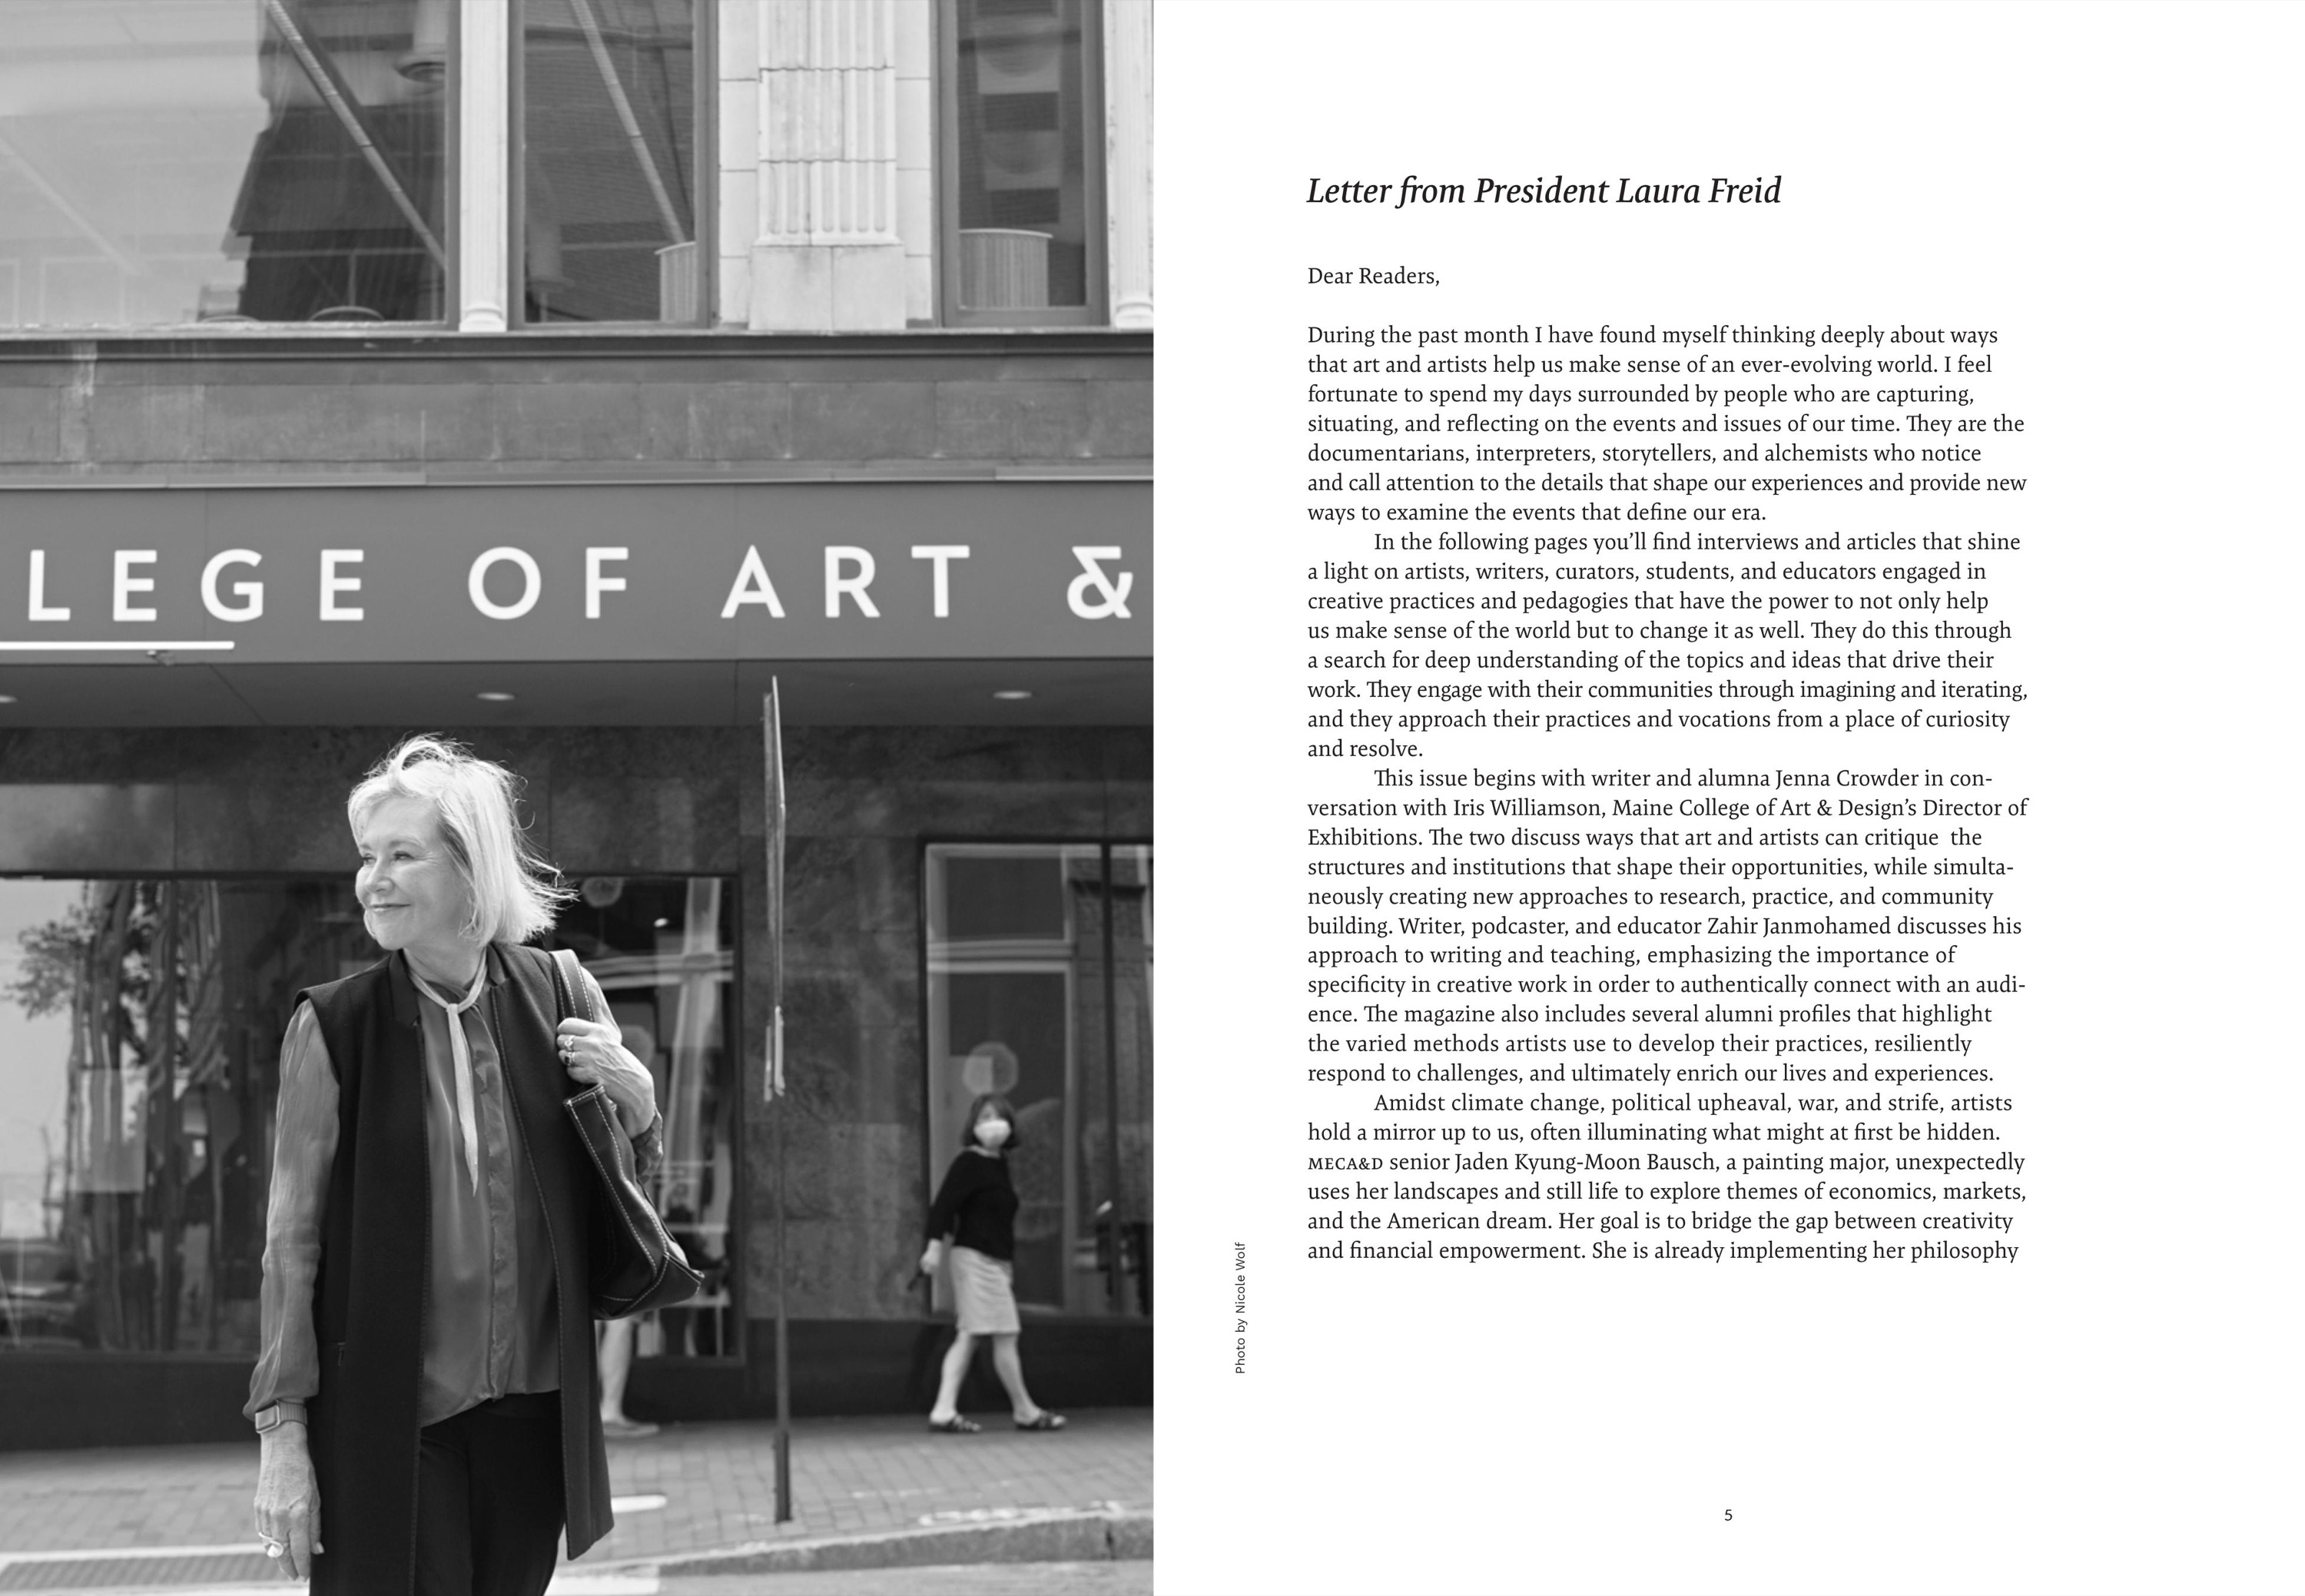 LEGE OF ART &
Letter from President Laura Freid
Dear Readers,
During the past month I have found myself thinking deeply about ways
that art and artists help us make sense of an ever-evolving world. I feel
fortunate to spend my days surrounded by people who are capturing,
situating, and reflecting on the events and issues of our time. They are the
documentarians, interpreters, storytellers, and alchemists who notice
and call attention to the details that shape our experiences and provide new
ways to examine the events that define our era.
In the following pages you’ll find interviews and articles that shine
a light on artists, writers, curators, students, and educators engaged in
creative practices and pedagogies that have the power to not only help
us make sense of the world but to change it as well. They do this through
a search for deep understanding of the topics and ideas that drive their
work. They engage with their communities through imagining and iterating,
and they approach their practices and vocations from a place of curiosity
and resolve.
This issue begins with writer and alumna Jenna Crowder in con-
versation with Iris Williamson, Maine College of Art & Design’s Director of
Exhibitions. The two discuss ways that art and artists can critique the
structures and institutions that shape their opportunities, while simulta-
neously creating new approaches to research, practice, and community
building. Writer, podcaster, and educator Zahir Janmohamed discusses his
approach to writing and teaching, emphasizing the importance of
specificity in creative work in order to authentically connect with an audi-
ence. The magazine also includes several alumni profiles that highlight
the varied methods artists use to develop their practices, resiliently
respond to challenges, and ultimately enrich our lives and experiences.
Amidst climate change, political upheaval, war, and strife, artists
hold a mirror up to us, often illuminating what might at first be hidden.
MECA&D senior Jaden Kyung-Moon Bausch, a painting major, unexpectedly
uses her landscapes and still life to explore themes of economics, markets,
and the American dream. Her goal is to bridge the gap between creativity
and financial empowerment. She is already implementing her philosophy
Photo by Nicole Wolf
5